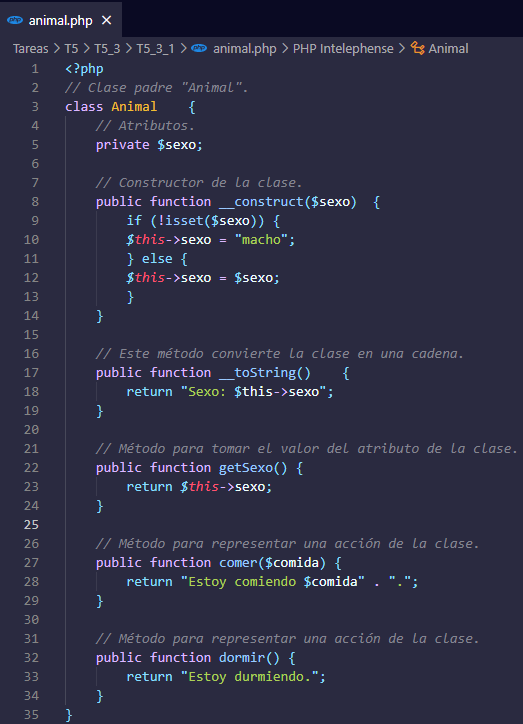 php animal.php ×
Tareas > T5 > T5_3 > T5_3_1 > php animal.php > PHP Intelephense > Animal
1 <?php
2 // Clase padre "Animal".
3 class Animal    {
4     // Atributos.
5     private $sexo;
6
7     // Constructor de la clase.
8     public function __construct($sexo)  {
9         if (!isset($sexo)) {
10         $this->sexo = "macho";
11         } else {
12         $this->sexo = $sexo;
13         }
14     }
15
16     // Este método convierte la clase en una cadena.
17     public function __toString()    {
18         return "Sexo: $this->sexo";
19     }
20
21     // Método para tomar el valor del atributo de la clase.
22     public function getSexo() {
23         return $this->sexo;
24     }
25
26     // Método para representar una acción de la clase.
27     public function comer($comida) {
28         return "Estoy comiendo $comida" . ".";
29     }
30
31     // Método para representar una acción de la clase.
32     public function dormir() {
33         return "Estoy durmiendo.";
34     }
35 }